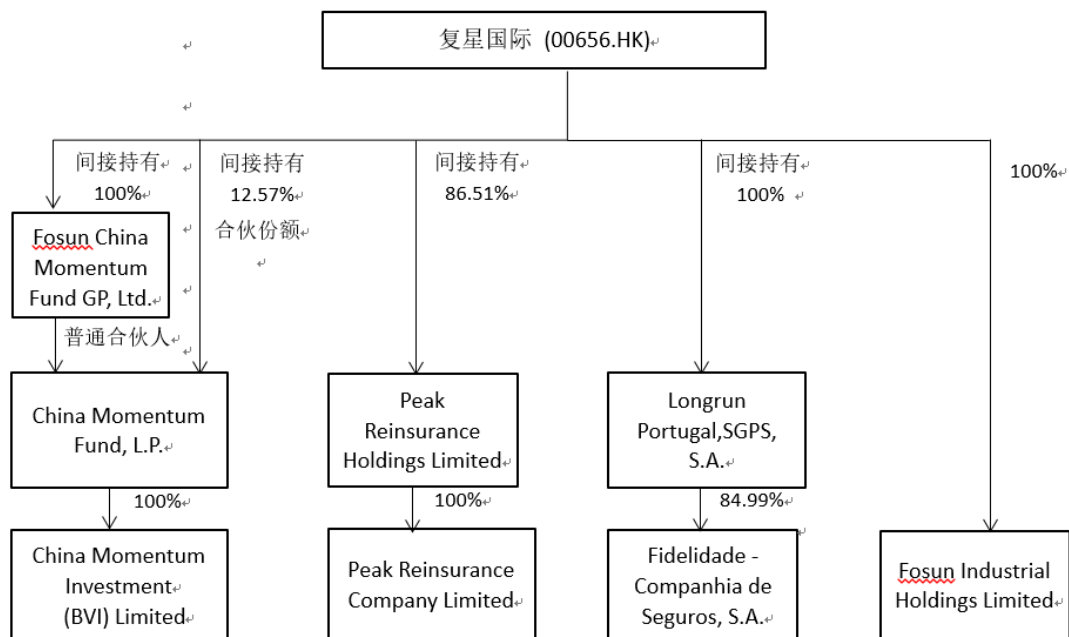 复星国际 (00656.HK)
间接持有
100%
间接持有
12.57%
合伙份额
间接持有
86.51%
间接持有
100%
100%
Fosun China
Momentum
Fund GP, Ltd.
普通合伙人
China Momentum
Fund, L.P.
Peak
Reinsurance
Holdings Limited
Longrun
Portugal,SGPS,
S.A.
100%
100%
84.99%
China Momentum
Investment
(BVI) Limited
Peak Reinsurance
Company Limited
Fidelidade -
Companhia de
Seguros, S.A.
Fosun Industrial
Holdings Limited